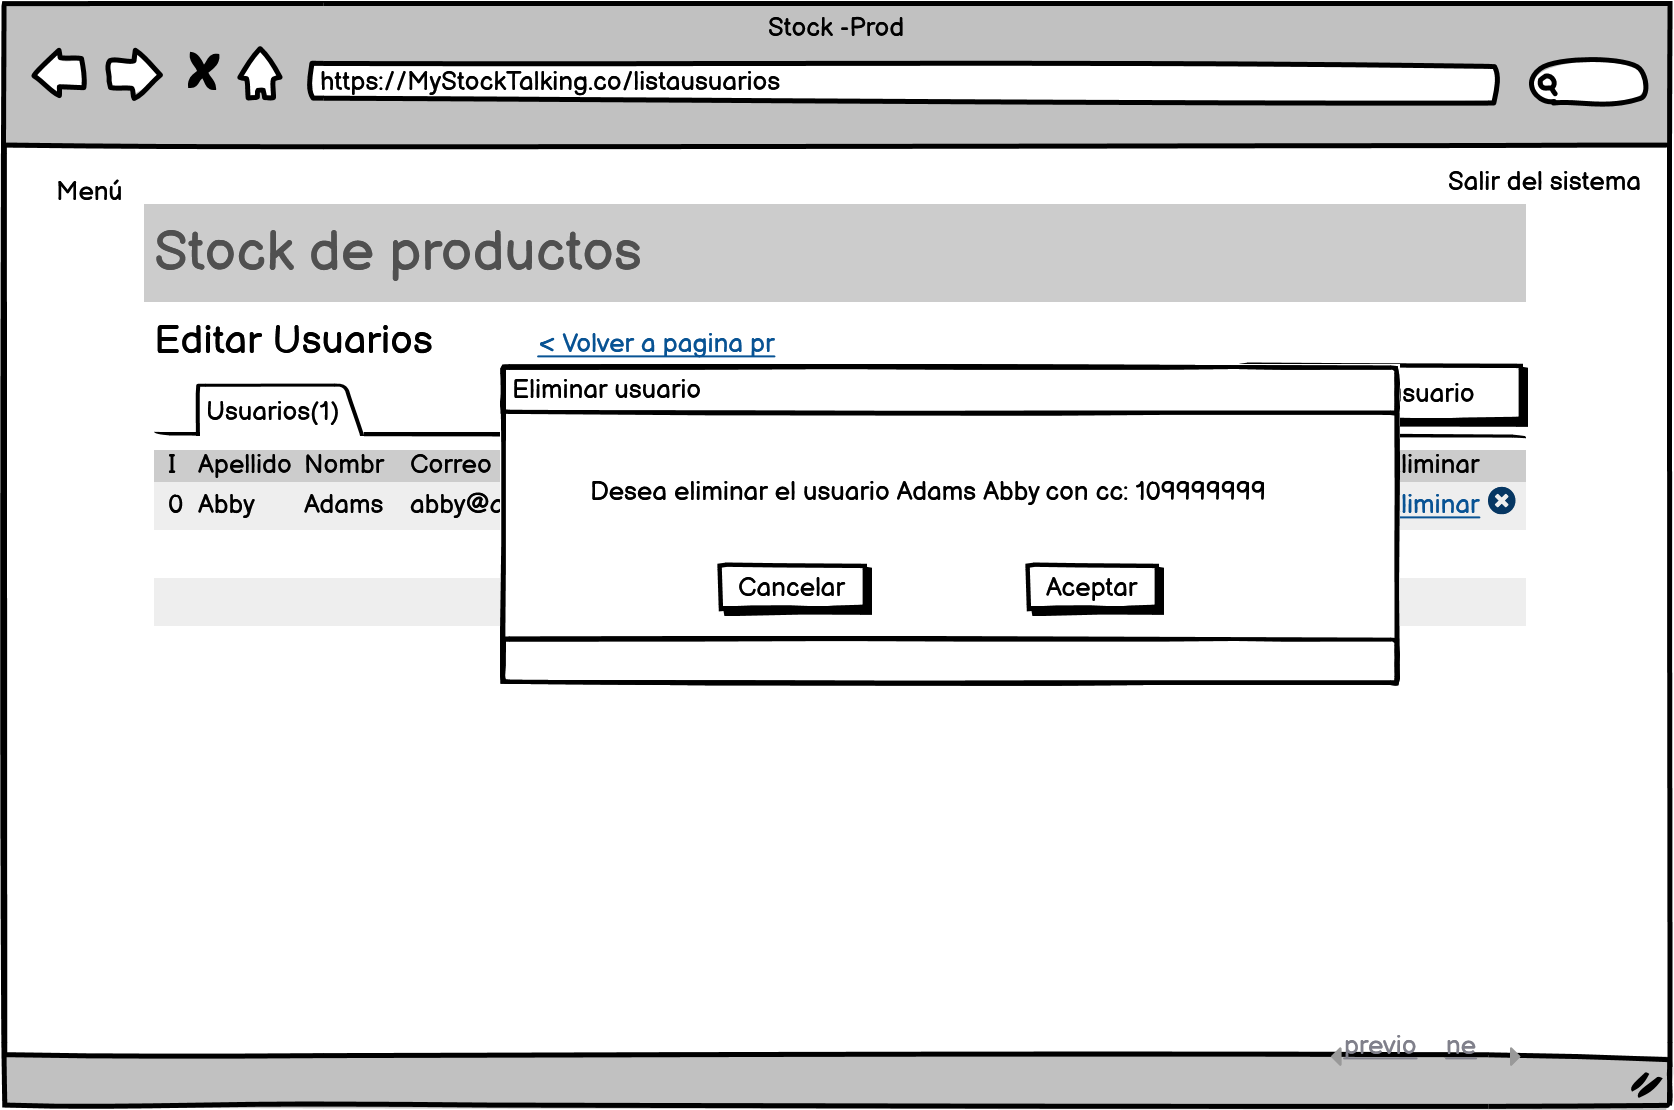 Stock -Prod
https://MyStockTalking.co/listausuarios
Menú
Salir del sistema
Stock de productos
Editar Usuarios
< Volver a pagina pr
Eliminar usuario
suario
Usuarios(1)
I Apellido Nombr Correo
liminar
0 Abby Adams abby@
liminar
Desea eliminar el usuario Adams Abby con cc: 109999999
Cancelar
Aceptar
previo ne